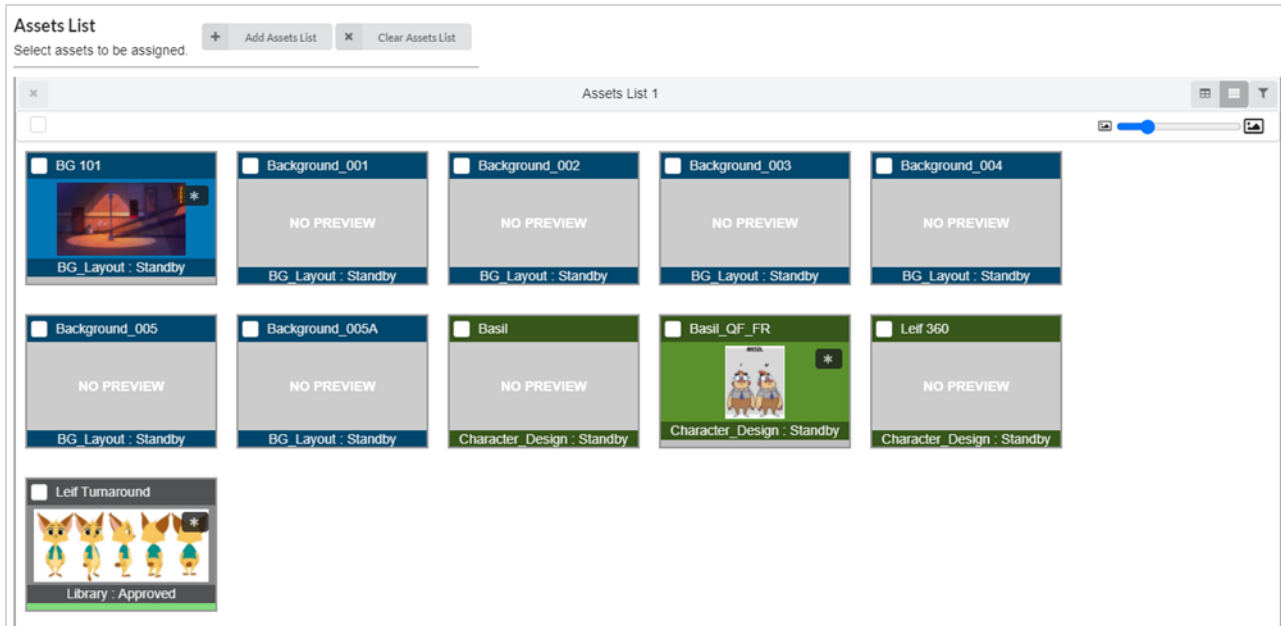 Assets List
Select assets to be assigned.
Add Assets List
Clear Assets List
Assets List 1
BG 101
BG_Layout : Standby
Background_001
NO PREVIEW
BG_Layout : Standby
Background_002
NO PREVIEW
BG_Layout : Standby
Background_003
NO PREVIEW
BG_Layout : Standby
Background_004
NO PREVIEW
BG_Layout : Standby
Background_005
NO PREVIEW
BG_Layout : Standby
Background_005A
NO PREVIEW
BG_Layout : Standby
Basil
NO PREVIEW
Character_Design : Standby
Basil_QF_FR
Character_Design : Standby
Leif 360
NO PREVIEW
Character_Design : Standby
Leif Turnaround
Library : Approved